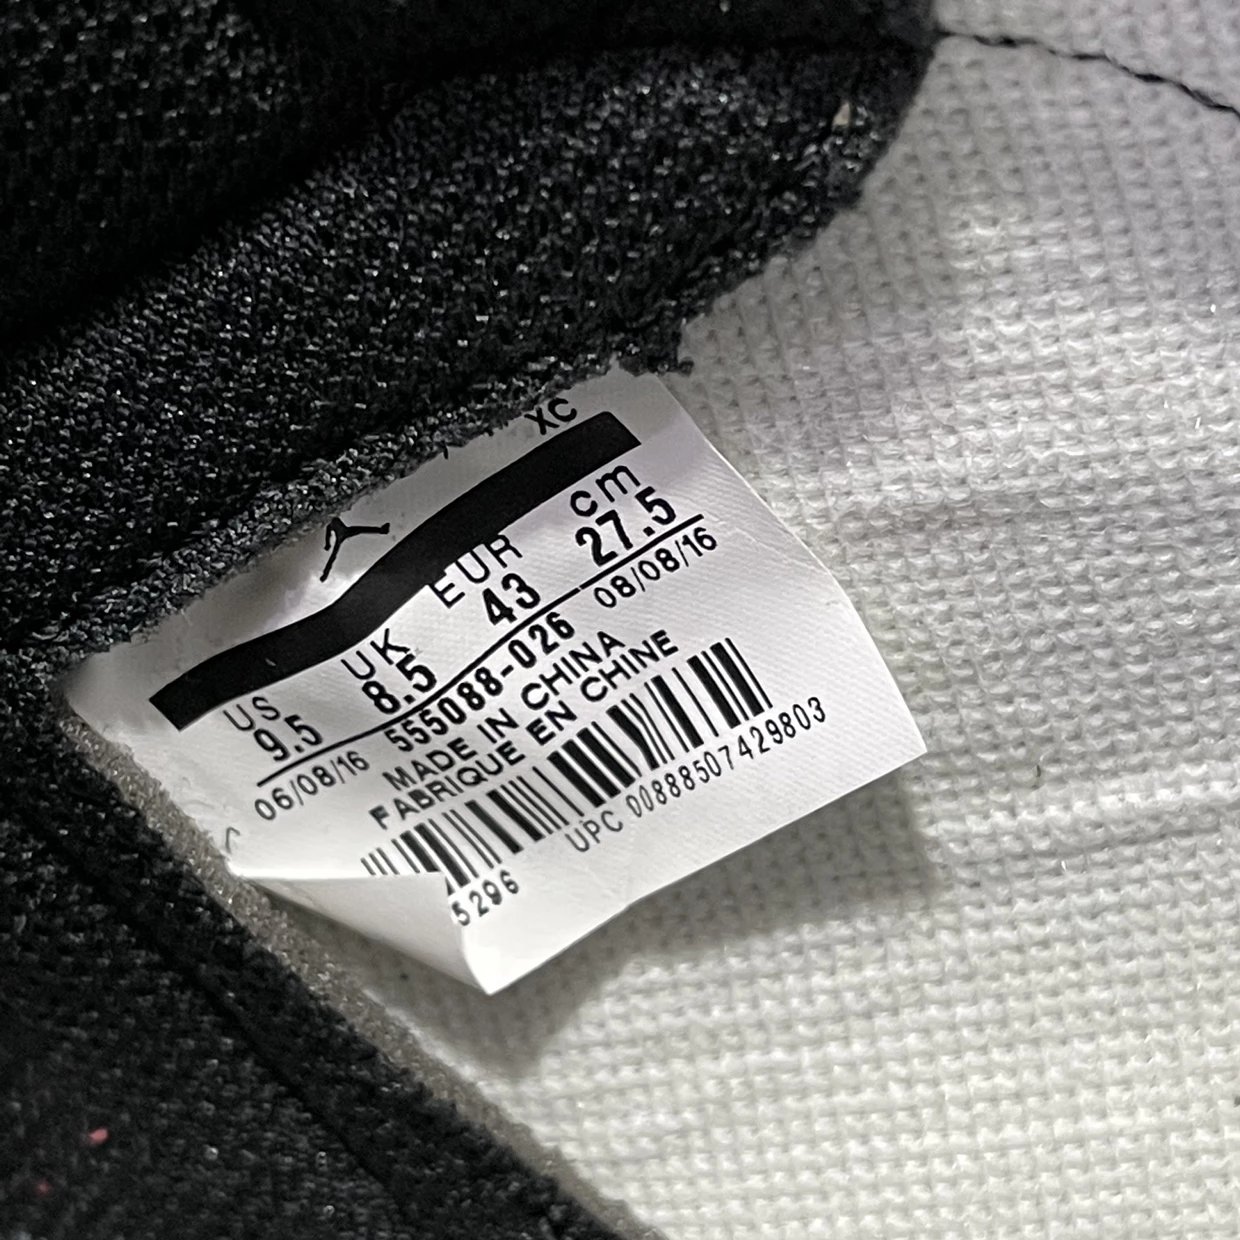 XC
US UK EUR cm
9.5 8.5 43 27.5
06/08/16 555088-026 08/08/16
MADE IN CHINA
FABRIQUE EN CHINE
5296 UPC 00888507429803